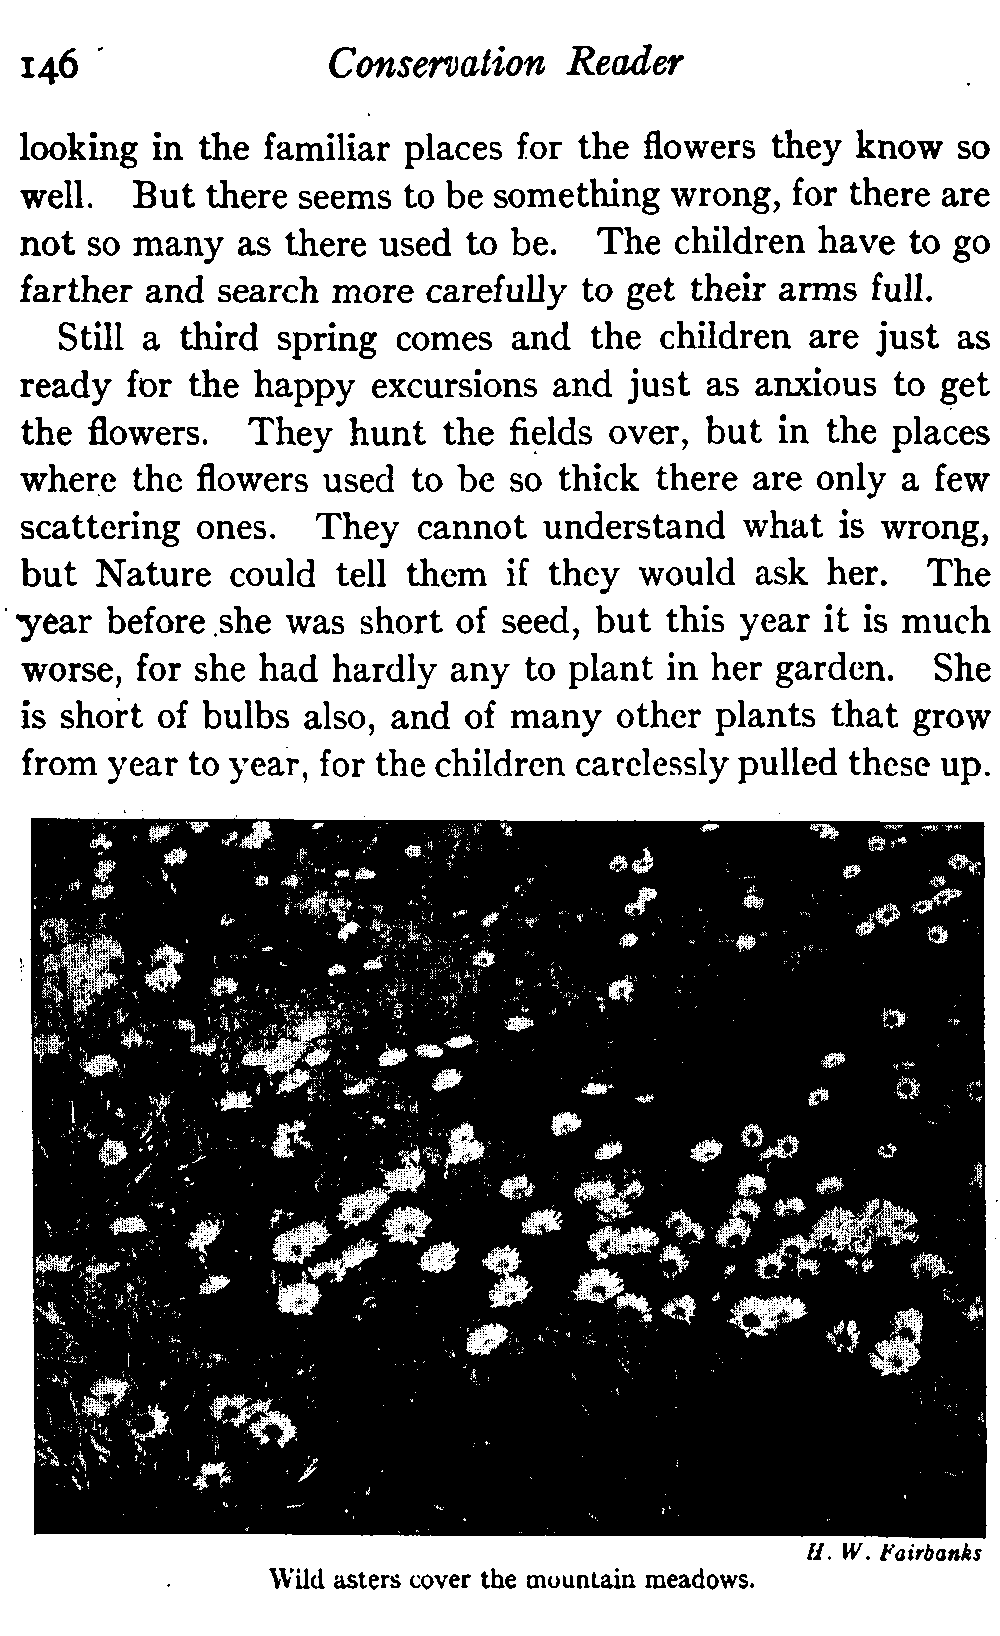 146 Conservation Reader
looking in the familiar places for the flowers they know so
well. But there seems to be something wrong, for there are
not so many as there used to be. The children have to go
farther and search more carefully to get their arms full.
Still a third spring comes and the children are just as
ready for the happy excursions and just as anxious to get
the flowers. They hunt the fields over, but in the places
where the flowers used to be so thick there are only a few
scattering ones. They cannot understand what is wrong,
but Nature could tell them if they would ask her. The
year before she was short of seed, but this year it is much
worse, for she had hardly any to plant in her garden. She
is short of bulbs also, and of many other plants that grow
from year to year, for the children carelessly pulled these up.
H. W. Fairbanks
Wild asters cover the mountain meadows.